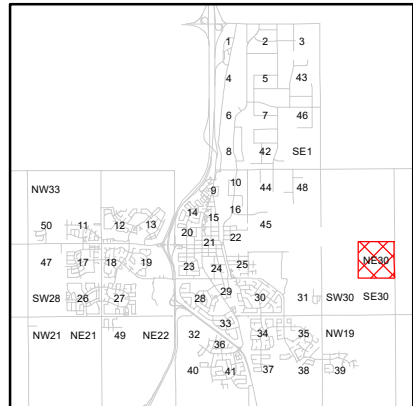 1 2 3
4 5 43
6 7 46
8 42 SE1
NW33 9 10 44 48
14 15 16
50 11 12 13 20 45
21 22
47 17 18 19 23 24 25 NE30
SW28 26 27 28 29 30 31 SW30 SE30
33
NW21 NE21 49 NE22 32 34 35 NW19
36
40 41 37 38 39